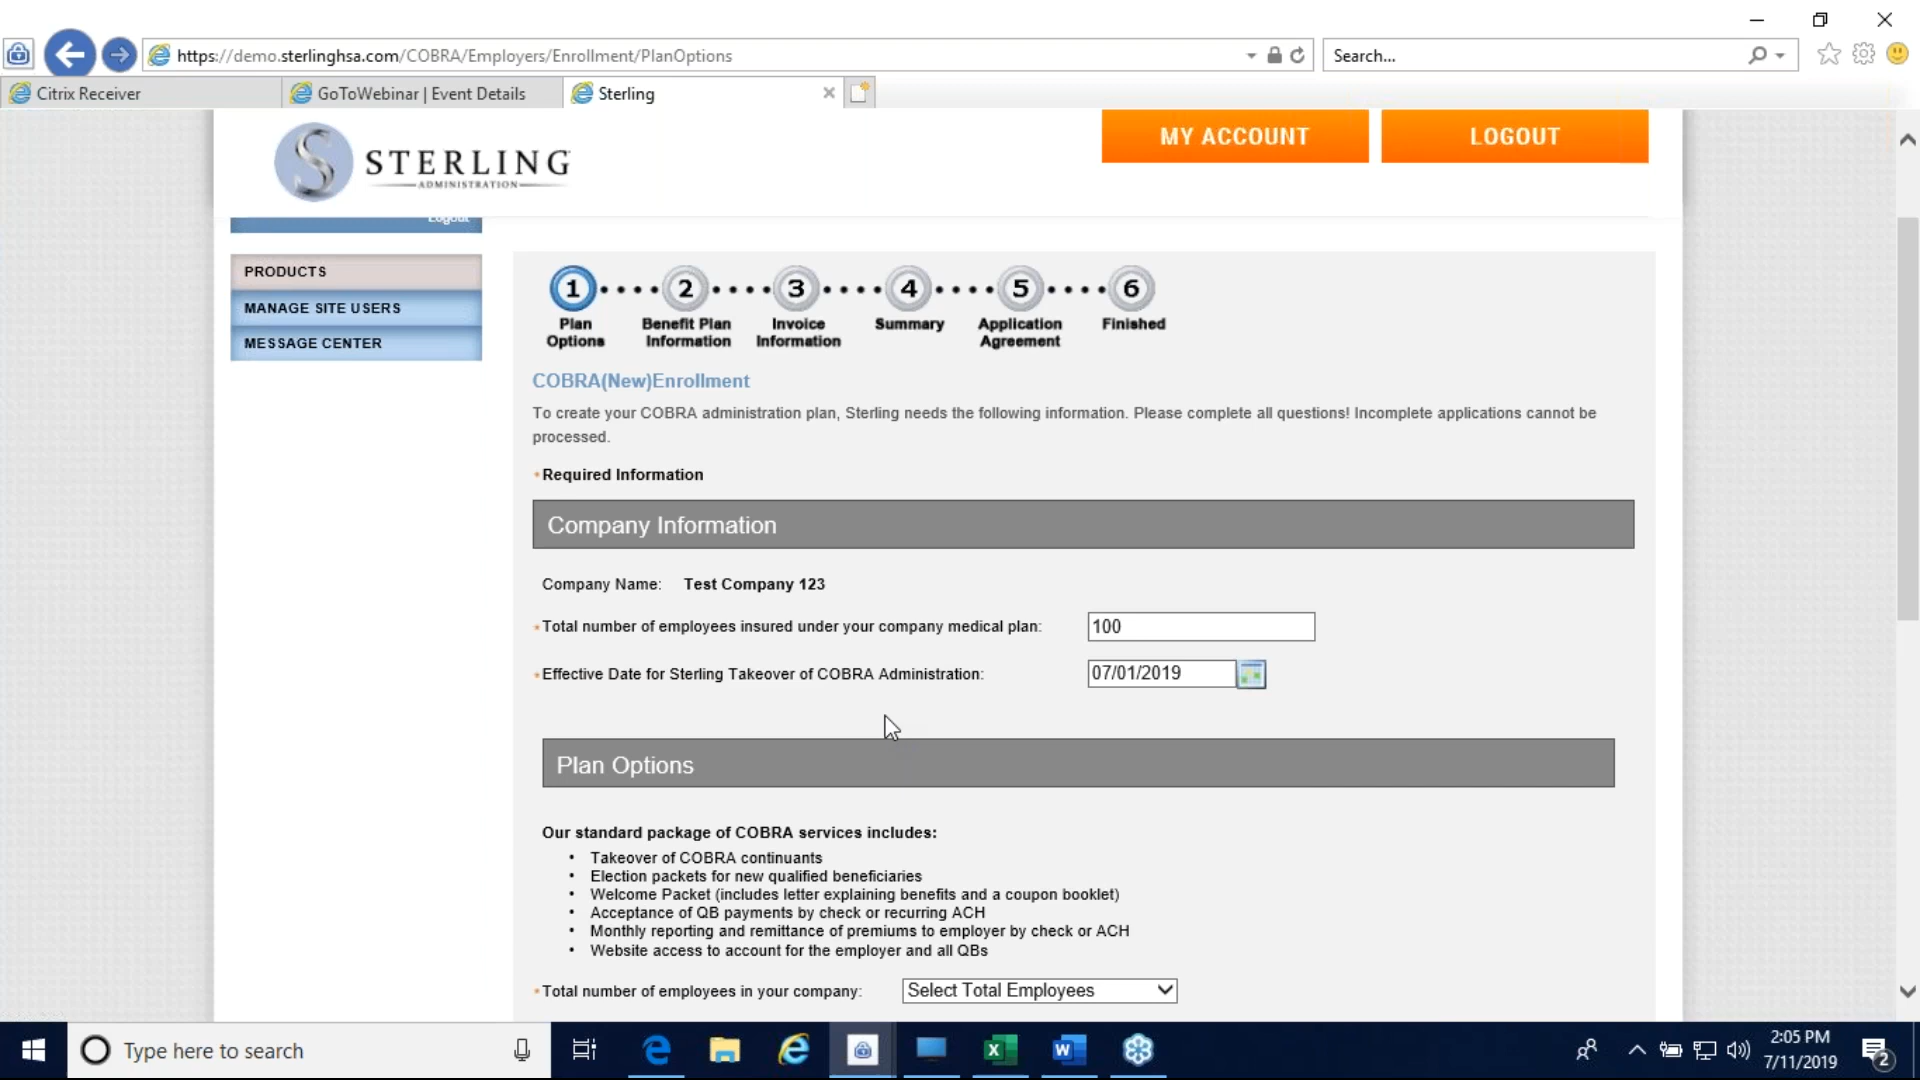 https://demo.sterlinghsa.com/COBRA/Employers/Enrollment/PlanOptions
Search...
Citrix Receiver
GoToWebinar | Event Details
Sterling
S STERLING
ADMINISTRATION
MY ACCOUNT
LOGOUT
Logout
PRODUCTS
MANAGE SITE USERS
MESSAGE CENTER
1 2 3 4 5 6
Plan Options
Benefit Plan Information
Invoice Information
Summary
Application Agreement
Finished
COBRA(New)Enrollment
To create your COBRA administration plan, Sterling needs the following information. Please complete all questions! Incomplete applications cannot be
processed.
*Required Information
Company Information
Company Name: Test Company 123
*Total number of employees insured under your company medical plan: 100
*Effective Date for Sterling Takeover of COBRA Administration: 07/01/2019
Plan Options
Our standard package of COBRA services includes:
• Takeover of COBRA continuants
• Election packets for new qualified beneficiaries
• Welcome Packet (includes letter explaining benefits and a coupon booklet)
• Acceptance of QB payments by check or recurring ACH
• Monthly reporting and remittance of premiums to employer by check or ACH
• Website access to account for the employer and all QBs
*Total number of employees in your company: Select Total Employees
Type here to search
2:05 PM
7/11/2019
2